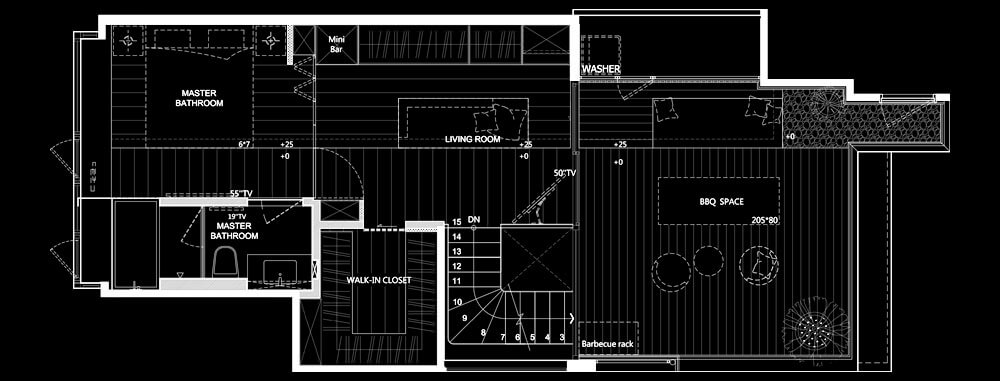 Mini
Bar
WASHER
MASTER
BATHROOM
LIVING ROOM
6*7
+25
+0
+25
+0
+25
+0
+0
50"TV
55"TV
19"TV
MASTER
BATHROOM
BBQ SPACE
205*80
15 DN
14
13
12
11
10
9
8
7 6 5 4 3
WALK-IN CLOSET
Barbecue rack